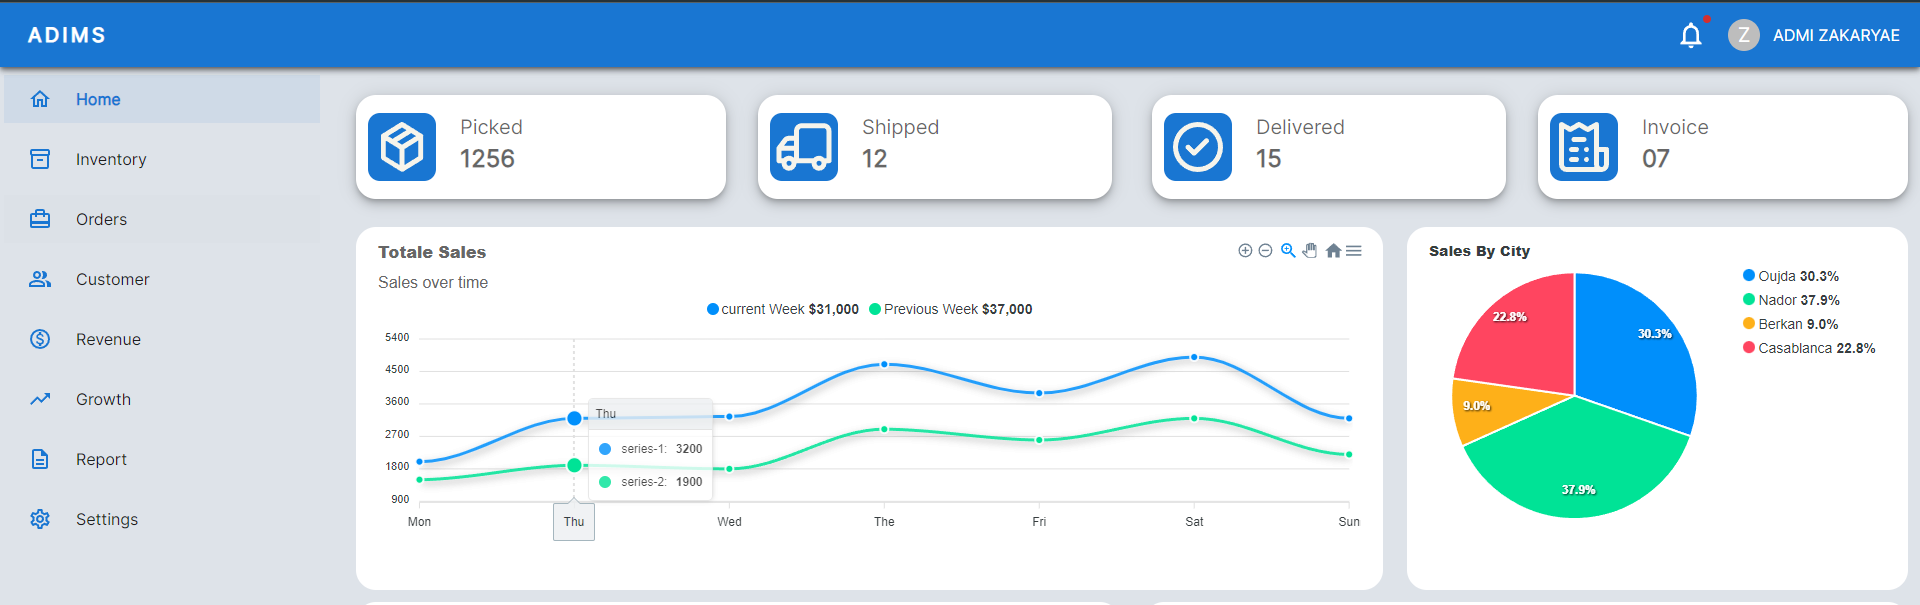 ADIMS
Z ADMI ZAKARYAE
Home
Inventory
Orders
Customer
Revenue
Growth
Report
Settings
Picked
1256
Shipped
12
Delivered
15
Invoice
07
Totale Sales
Sales over time
current Week $31,000 Previous Week $37,000
5400
4500
3600
2700
1800
900
Thu
series-1: 3200
series-2: 1900
Mon Thu Wed The Fri Sat Sun
Sales By City
22.8%
30.3%
9.0%
37.9%
Oujda 30.3%
Nador 37.9%
Berkan 9.0%
Casablanca 22.8%